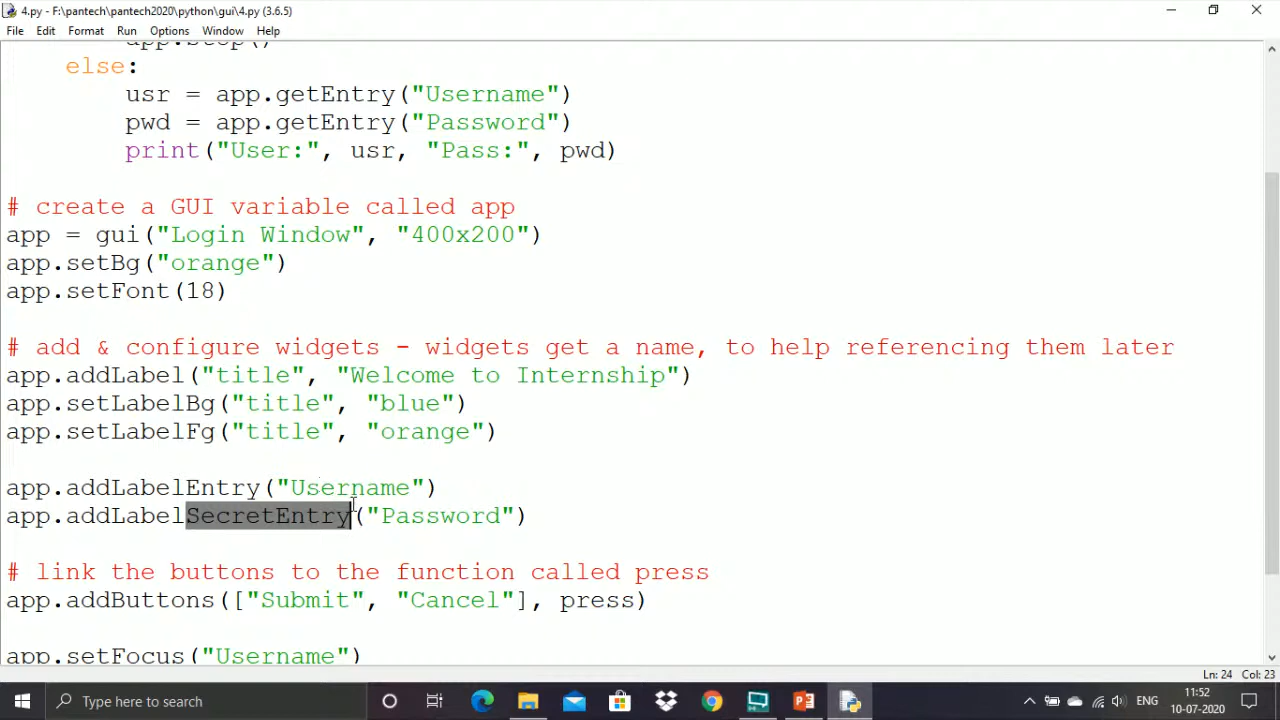 4.py - F:\pantech2020\python\gui\4.py (3.6.5)
File Edit Format Run Options Window Help
app.stop()
else:
usr = app.getEntry("Username")
pwd = app.getEntry("Password")
print("User:", usr, "Pass:", pwd)
# create a GUI variable called app
app = gui("Login Window", "400x200")
app.setBg("orange")
app.setFont(18)
# add & configure widgets - widgets get a name, to help referencing them later
app.addLabel("title", "Welcome to Internship")
app.setLabelBg("title", "blue")
app.setLabelFg("title", "orange")
app.addLabelEntry("Username")
app.addLabelSecretEntry("Password")
# link the buttons to the function called press
app.addButtons(["Submit", "Cancel"], press)
app.setFocus("Username")
Ln: 24 Col: 23
Type here to search
ENG
11:52
10-07-2020